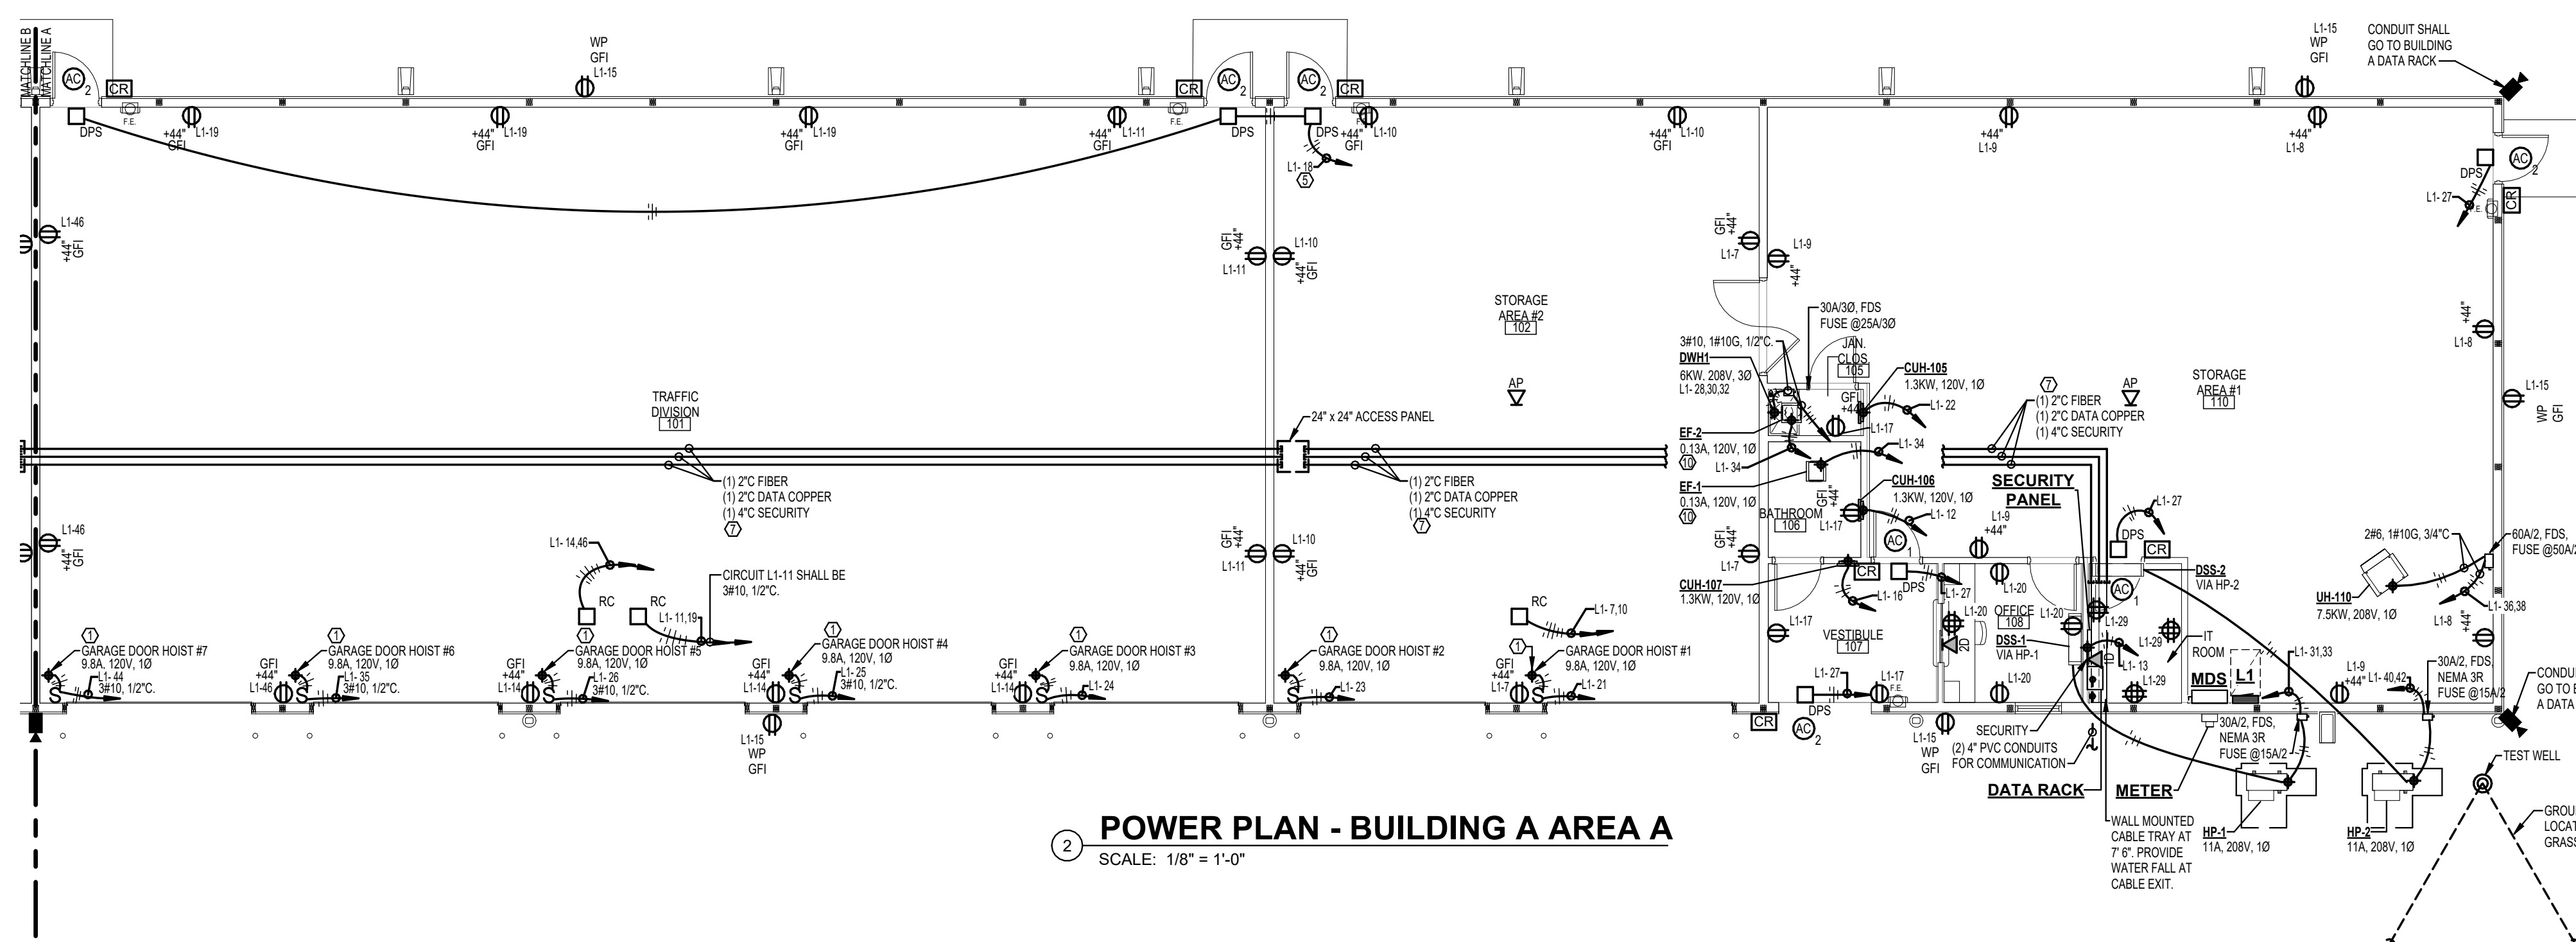 MATCHLINE B
MATCHLINE A
AC
2
CR
WP
GFI
L1-15
CR
AC
2
AC
2
CR
L1-15
WP
GFI
CONDUIT SHALL
GO TO BUILDING
A DATA RACK
DPS
F.E.
+44" L1-19
GFI
+44" L1-19
GFI
+44" L1-19
GFI
+44" L1-11
GFI
F.E.
DPS
DPS
F.E.
+44" L1-10
GFI
+44" L1-10
GFI
+44"
L1-9
+44"
L1-8
L1- 18
5
DPS
AC
2
L1- 27
F.E.
CR
L1-46
+44"
GFI
GFI
+44"
L1-11
L1-10
+44"
GFI
GFI
+44"
L1-7
L1-9
+44"
STORAGE
AREA #2
102
30A/3Ø, FDS
FUSE @25A/3Ø
+44"
L1-8
3#10, 1#10G, 1/2"C.
DWH1
6KW, 208V, 3Ø
L1- 28,30,32
JAN.
CLOS.
105
CUH-105
1.3KW, 120V, 1Ø
GFI
+44"
L1- 22
L1-17
AP
AP
STORAGE
AREA #1
110
7
(1) 2"C FIBER
(1) 2"C DATA COPPER
(1) 4"C SECURITY
L1-15
WP
GFI
TRAFFIC
DIVISION
101
24" x 24" ACCESS PANEL
EF-2
0.13A, 120V, 1Ø
10
L1- 34
L1- 34
EF-1
0.13A, 120V, 1Ø
10
(1) 2"C FIBER
(1) 2"C DATA COPPER
(1) 4"C SECURITY
7
(1) 2"C FIBER
(1) 2"C DATA COPPER
(1) 4"C SECURITY
7
GFI
+44"
CUH-106
1.3KW, 120V, 1Ø
BATHROOM
106
L1-17
L1- 12
SECURITY
PANEL
L1- 27
L1-46
+44"
GFI
GFI
+44"
L1-11
L1-10
+44"
GFI
GFI
+44"
L1-7
L1-9
+44"
AC
1
DPS
CR
2#6, 1#10G, 3/4"C
60A/2, FDS,
FUSE @50A/2
L1- 14,46
CIRCUIT L1-11 SHALL BE
3#10, 1/2"C.
RC
RC
L1- 11,19
RC
L1- 7,10
CUH-107
1.3KW, 120V, 1Ø
CR
DPS
L1- 16
L1- 27
L1-20
L1-20
OFFICE
108
L1-20
DSS-1
VIA HP-1
DSS-2
VIA HP-2
AC
1
UH-110
7.5KW, 208V, 1Ø
L1- 36,38
L1-8
+44"
1
GARAGE DOOR HOIST #7
9.8A, 120V, 1Ø
L1- 44
3#10, 1/2"C.
S
1
GARAGE DOOR HOIST #6
9.8A, 120V, 1Ø
GFI
+44"
L1-46
S
L1- 35
3#10, 1/2"C.
1
GARAGE DOOR HOIST #5
9.8A, 120V, 1Ø
GFI
+44"
L1-14
S
L1- 26
3#10, 1/2"C.
1
GARAGE DOOR HOIST #4
9.8A, 120V, 1Ø
GFI
+44"
L1-14
S
L1- 25
3#10, 1/2"C.
1
GARAGE DOOR HOIST #3
9.8A, 120V, 1Ø
GFI
+44"
L1-14
S
L1- 24
1
GARAGE DOOR HOIST #2
9.8A, 120V, 1Ø
S
L1- 23
1
GARAGE DOOR HOIST #1
9.8A, 120V, 1Ø
GFI
+44"
L1-7
S
L1- 21
L1-17
VESTIBULE
107
2D
1D
L1-29
L1-29
L1- 13
L1-29
IT
ROOM
L1- 27
L1-17
F.E.
L1-20
MDS
L1
L1- 31,33
L1-9
+44"
L1- 40,42
30A/2, FDS,
NEMA 3R
FUSE @15A/2
DPS
CR
AC
2
L1-15
WP
GFI
L1-15
WP
GFI
SECURITY
(2) 4" PVC CONDUITS
FOR COMMUNICATION
30A/2, FDS,
NEMA 3R
FUSE @15A/2
TEST WELL
DATA RACK
METER
WALL MOUNTED
CABLE TRAY AT
7' 6". PROVIDE
WATER FALL AT
CABLE EXIT.
HP-1
11A, 208V, 1Ø
HP-2
11A, 208V, 1Ø
GO TO
A DATA
2
POWER PLAN - BUILDING A AREA A
SCALE: 1/8" = 1'-0"